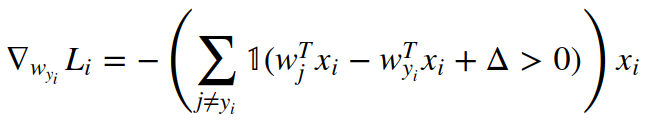 ∇_{w_{y_i}} L_i = − ( ∑_{j≠y_i} 𝟙(w_j^T x_i − w_{y_i}^T x_i + Δ > 0) ) x_i